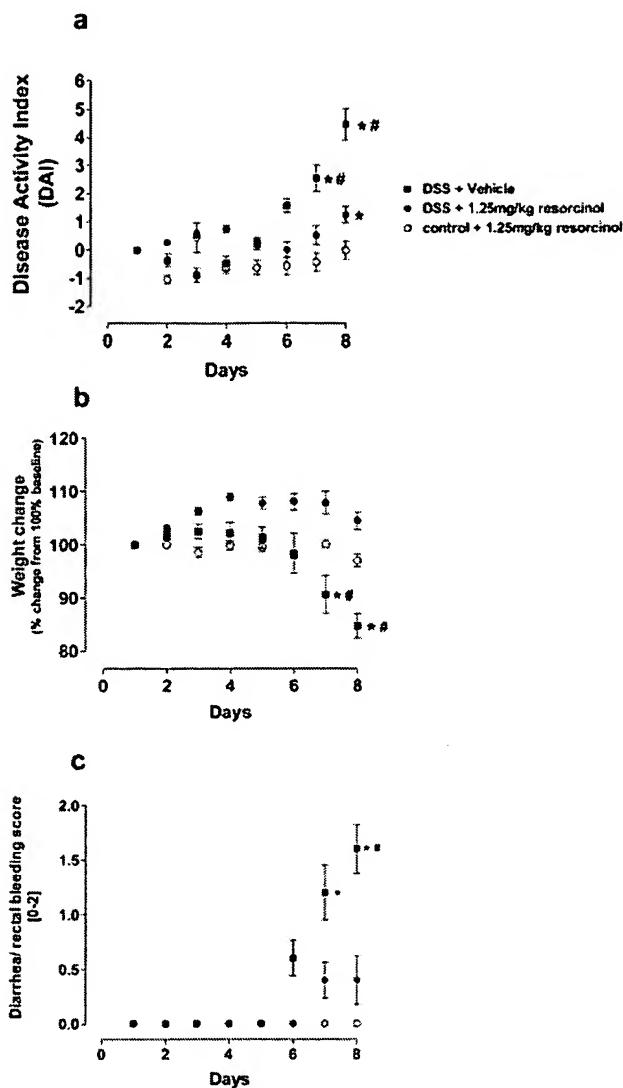 a
Disease Activity Index
(DAI)
6
5
4
3
2
1
0
-1
-2
* #
* #
*
0 2 4 6 8
Days
DSS + Vehicle
DSS + 1.25mg/kg resorcinol
control + 1.25mg/kg resorcinol
b
Weight change
(% change from 100% baseline)
120
110
100
90
80
* #
* #
0 2 4 6 8
Days
c
Diarrhea/ rectal bleeding score
[0-2]
2.0
1.5
1.0
0.5
0.0
* #
*
0 2 4 6 8
Days